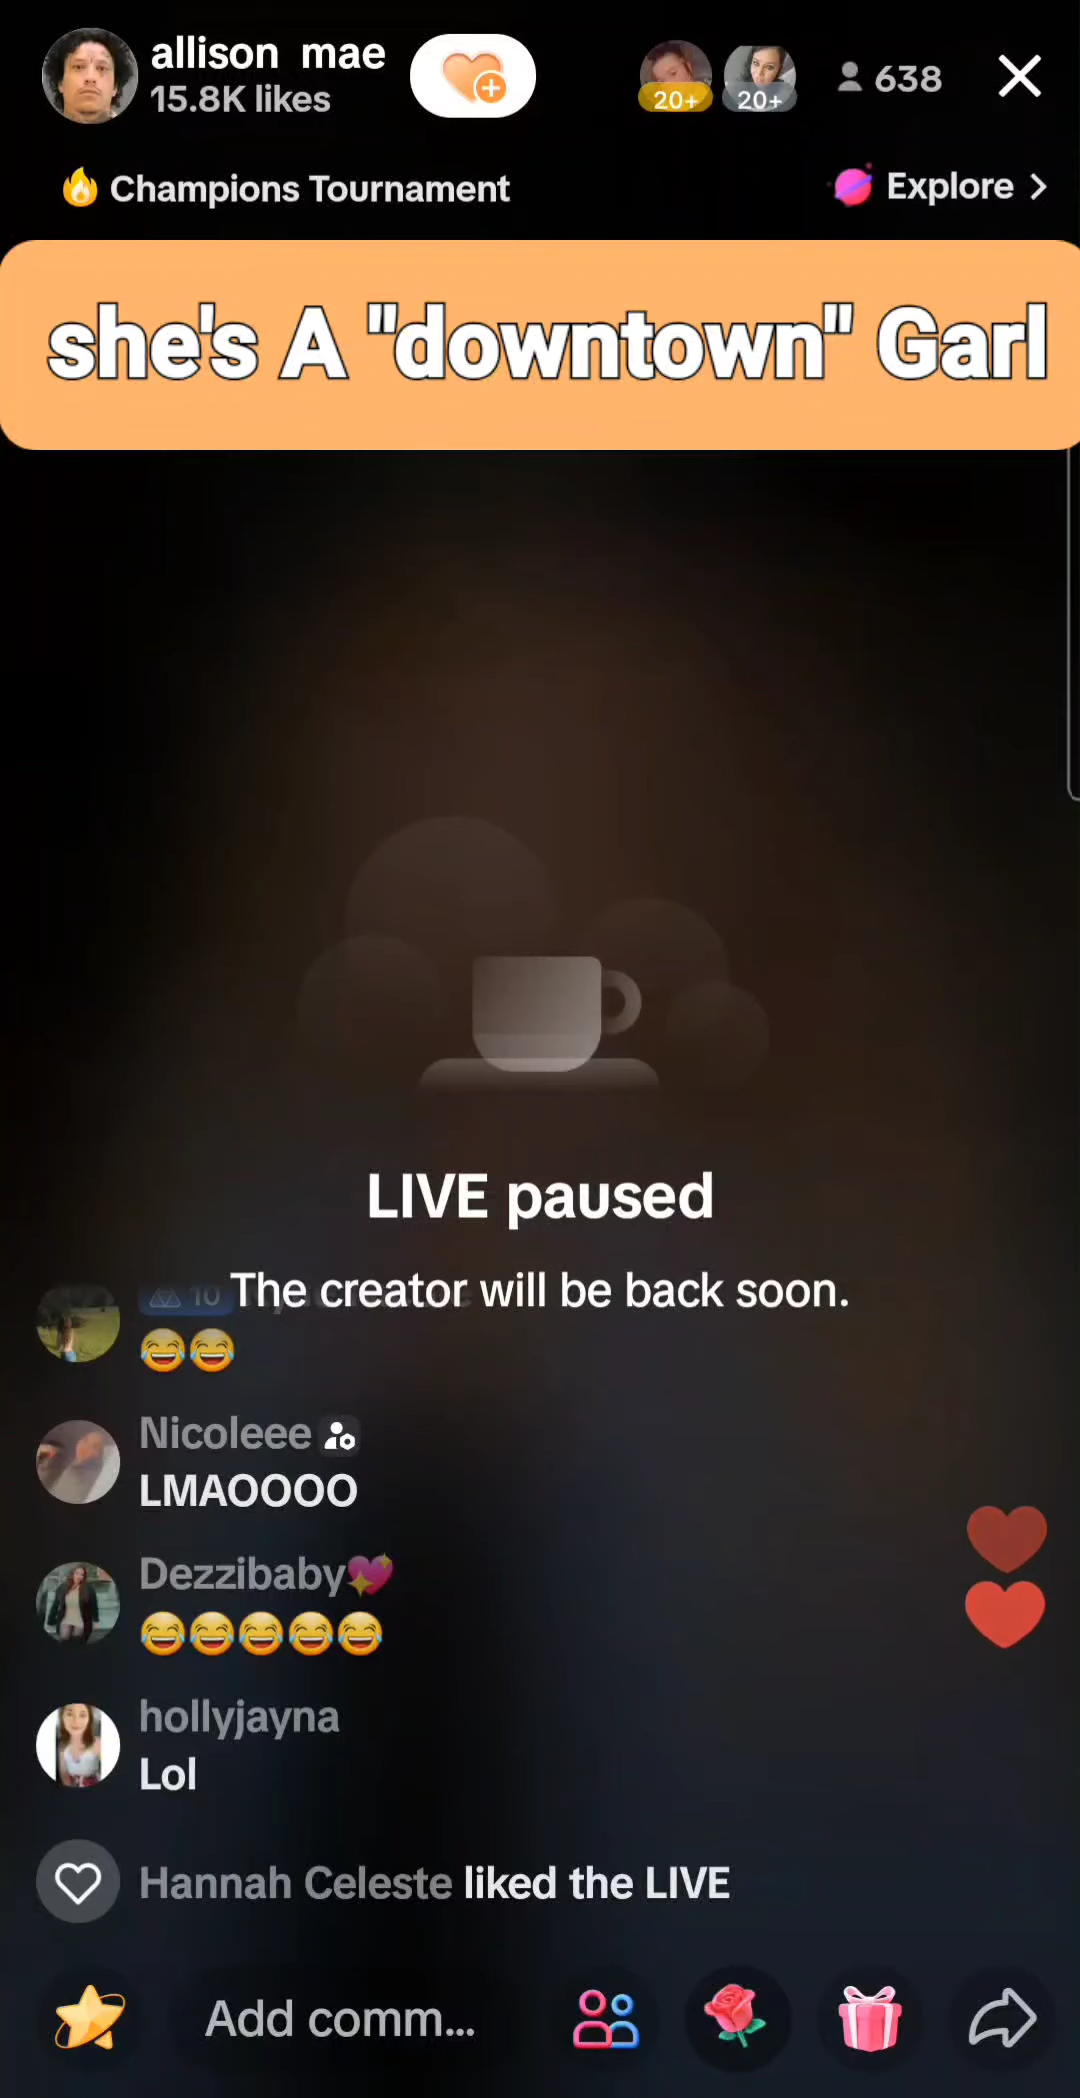 allison mae
15.8K likes
20+
20+
638
Champions Tournament
Explore
she's A "downtown" Garl
LIVE paused
The creator will be back soon.
10
😂😂
Nicoleee
LMAOOOO
Dezzibaby💖
😂😂😂😂😂
hollyjayna
Lol
Hannah Celeste liked the LIVE
Add comm...